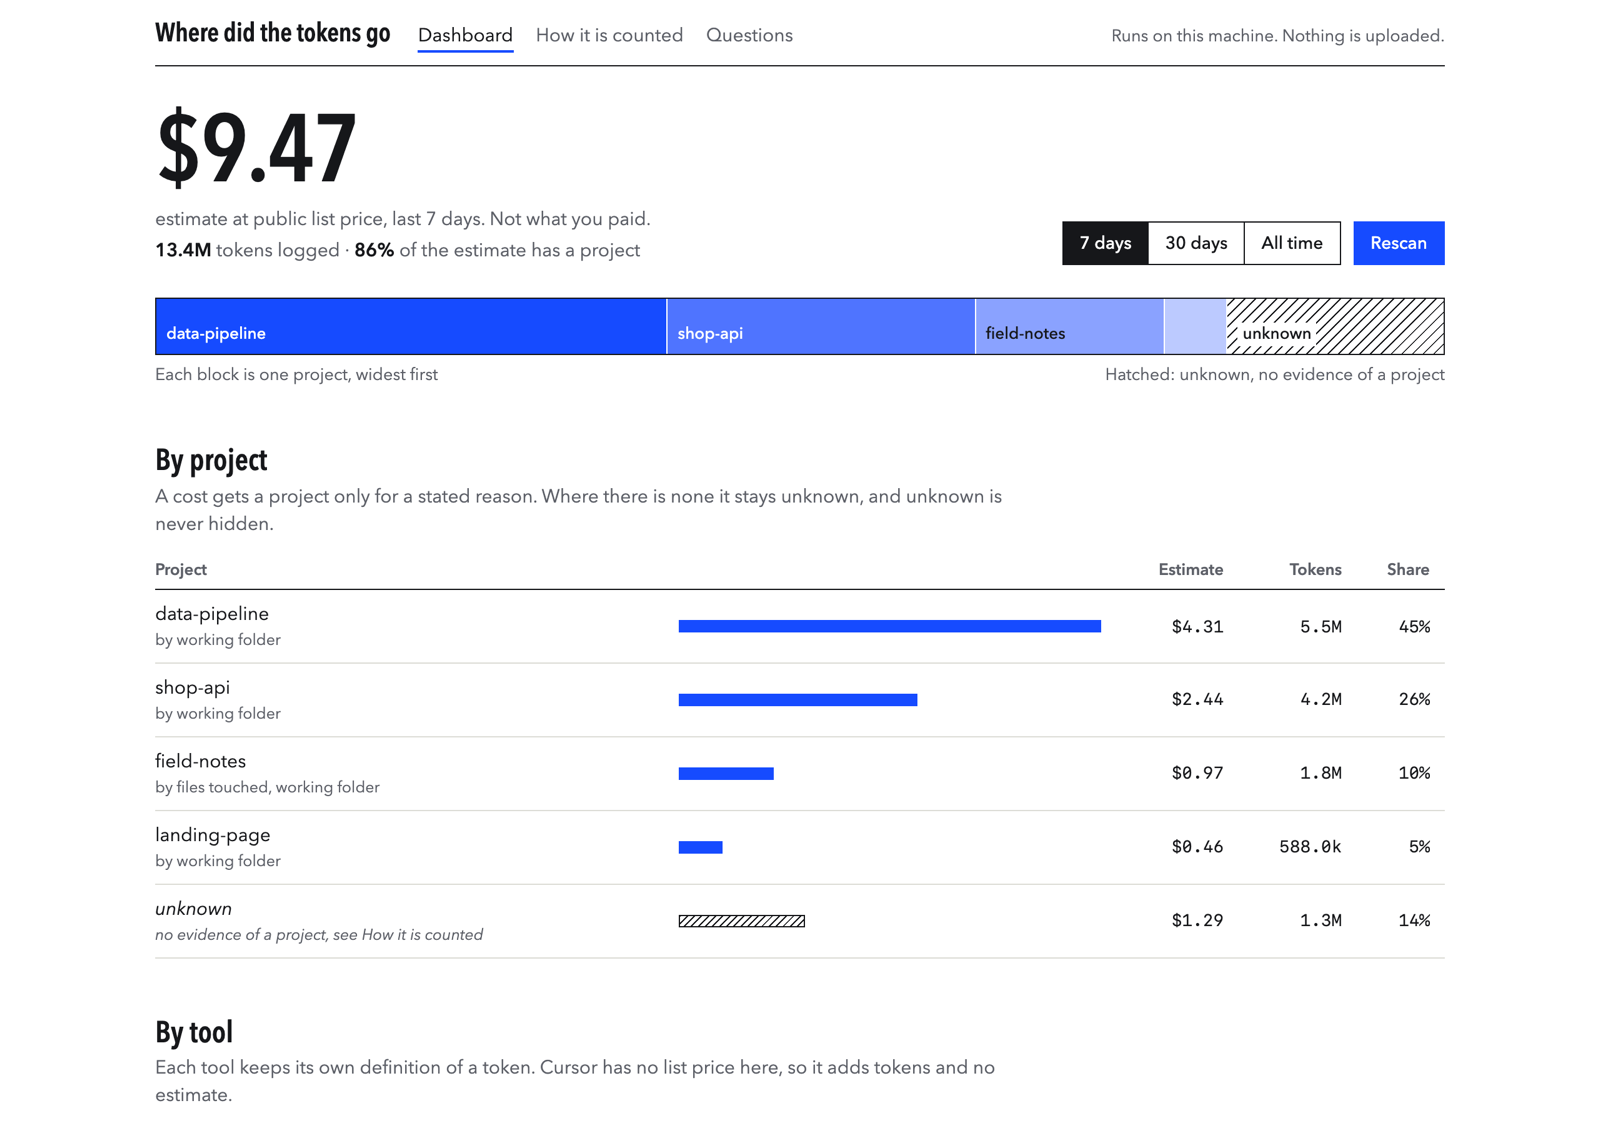 Where did the tokens go
Dashboard
How it is counted
Questions
Runs on this machine. Nothing is uploaded.
$9.47
estimate at public list price, last 7 days. Not what you paid.
13.4M tokens logged · 86% of the estimate has a project
7 days
30 days
All time
Rescan
data-pipeline
shop-api
field-notes
unknown
Each block is one project, widest first
Hatched: unknown, no evidence of a project
By project
A cost gets a project only for a stated reason. Where there is none it stays unknown, and unknown is
never hidden.
Project Estimate Tokens Share
data-pipeline
by working folder
$4.31 5.5M 45%
shop-api
by working folder
$2.44 4.2M 26%
field-notes
by files touched, working folder
$0.97 1.8M 10%
landing-page
by working folder
$0.46 588.0k 5%
unknown
no evidence of a project, see How it is counted
$1.29 1.3M 14%
By tool
Each tool keeps its own definition of a token. Cursor has no list price here, so it adds tokens and no
estimate.